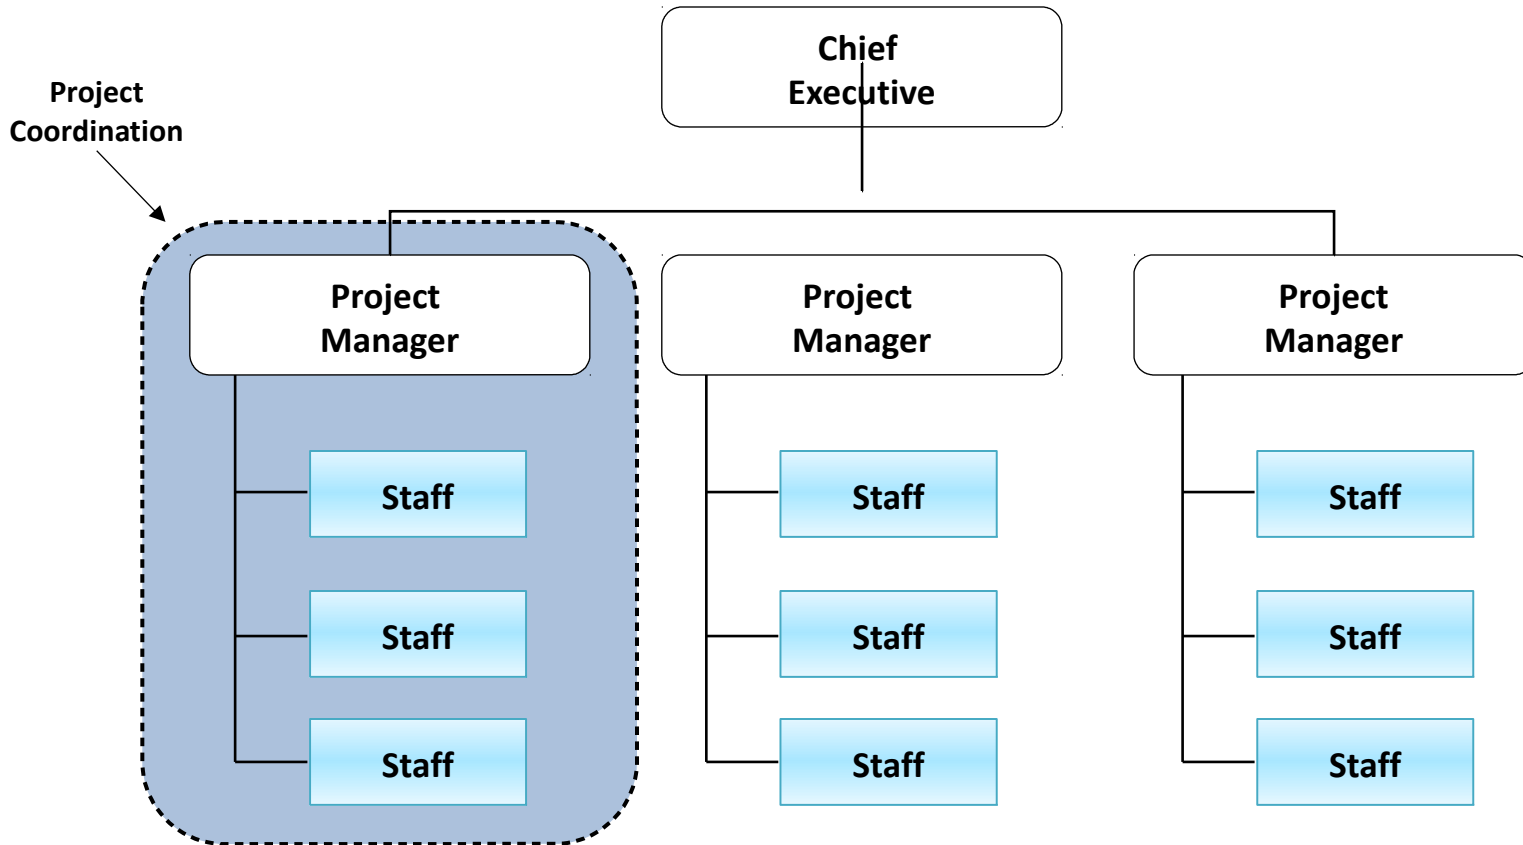 Chief
Executive
Project
Coordination
Project
Manager
Project
Manager
Project
Manager
Staff
Staff
Staff
Staff
Staff
Staff
Staff
Staff
Staff